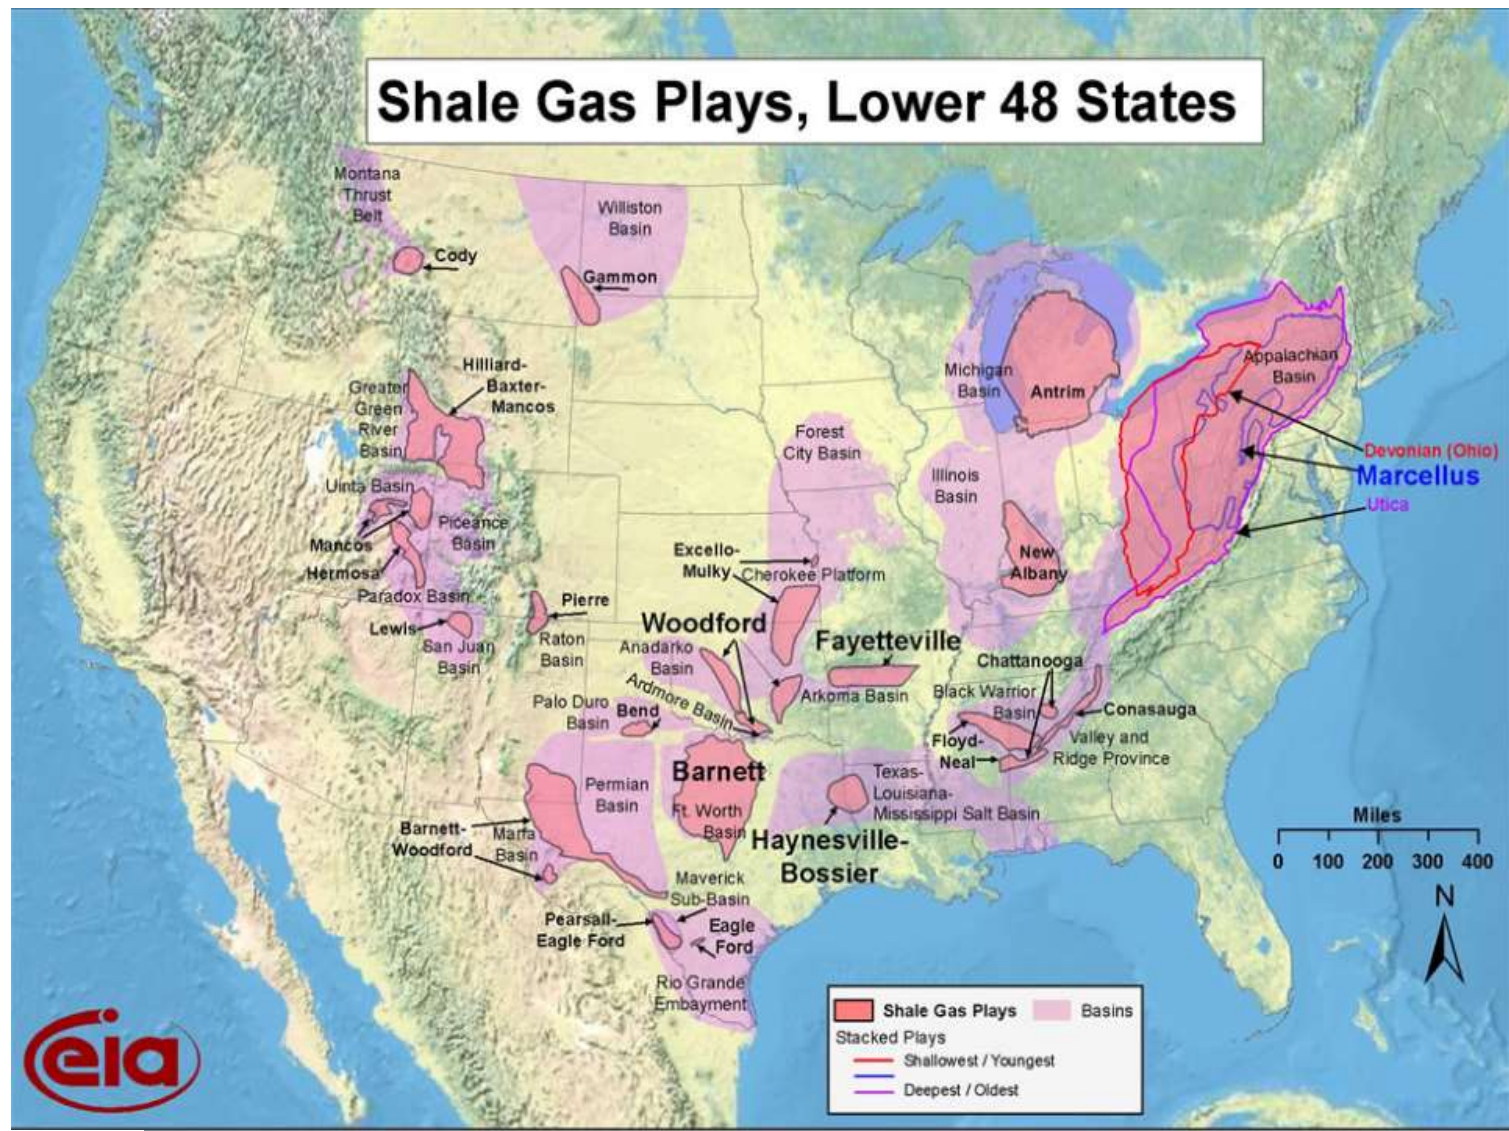 Shale Gas Plays, Lower 48 States
Montana
Thrust
Belt
Cody
Williston
Basin
Gammon
Hilliard-
Baxter-
Mancos
Greater
Green
River
Basin
Uinta Basin
Piceance
Basin
Mancos
Hermosa
Paradox Basin
Lewis
San Juan
Basin
Pierre
Raton
Basin
Michigan
Basin
Antrim
Appalachian
Basin
Devonian (Ohio)
Marcellus
Utica
Forest
City Basin
Illinois
Basin
New
Albany
Excello-
Mulky
Cherokee Platform
Woodford
Anadarko
Basin
Ardmore Basin
Fayetteville
Arkoma Basin
Palo Duro
Basin
Bend
Chattanooga
Black Warrior
Basin
Conasauga
Floyd-
Neal
Valley and
Ridge Province
Permian
Basin
Barnett
Ft. Worth
Basin
Barnett-
Woodford
Marfa
Basin
Texas-
Louisiana-
Mississippi Salt Basin
Haynesville-
Bossier
Maverick
Sub-Basin
Pearsall-
Eagle Ford
Eagle
Ford
Rio Grande
Embayment
Miles
0 100 200 300 400
N
Shale Gas Plays Basins
Stacked Plays
Shallowest / Youngest
Deepest / Oldest
eia